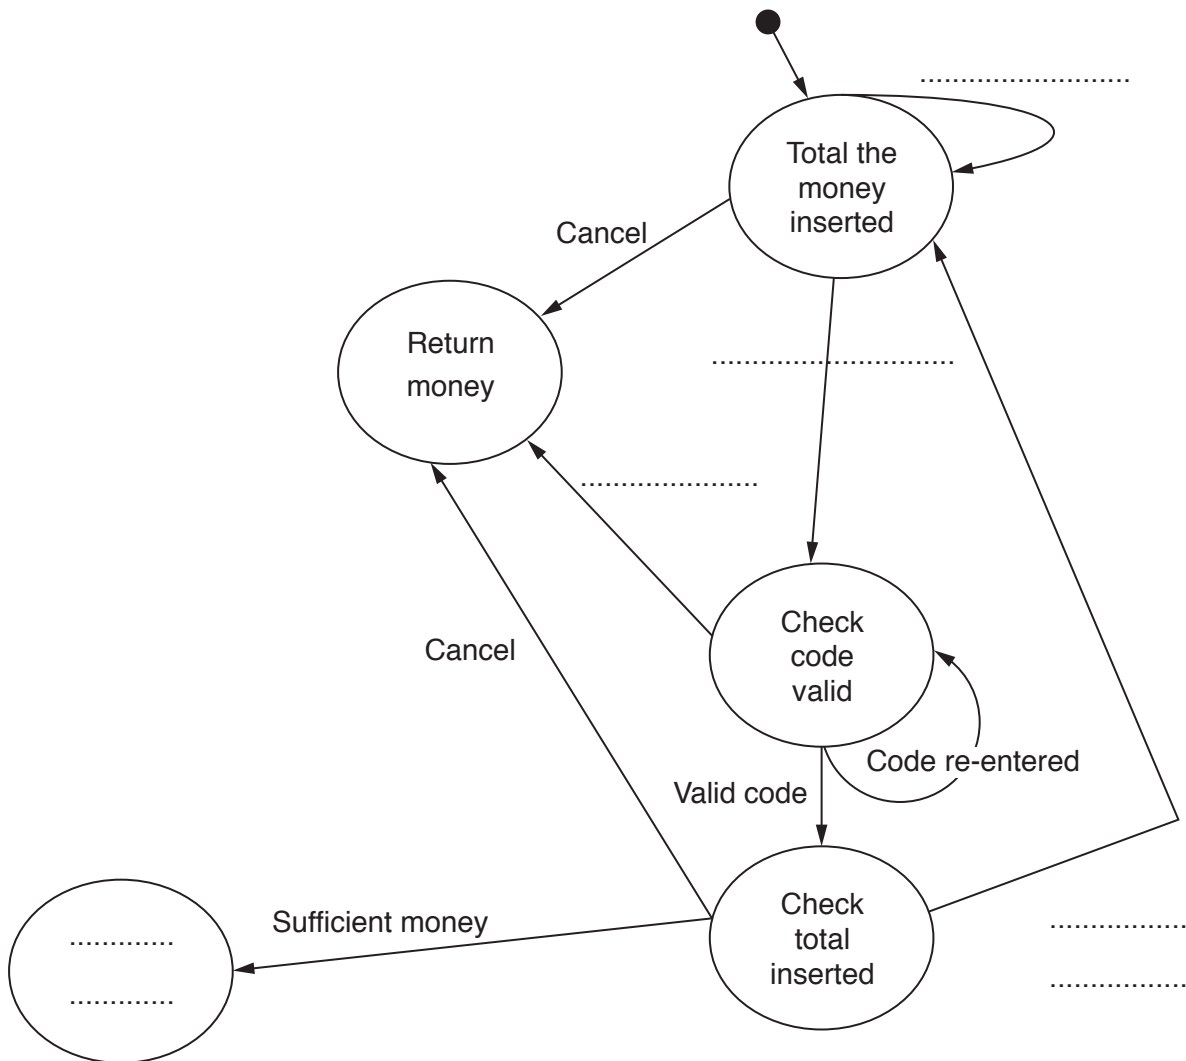 Total the
money
inserted
Cancel
Return
money
Cancel
Check
code
valid
Code re-entered
Valid code
Check
total
inserted
Sufficient money